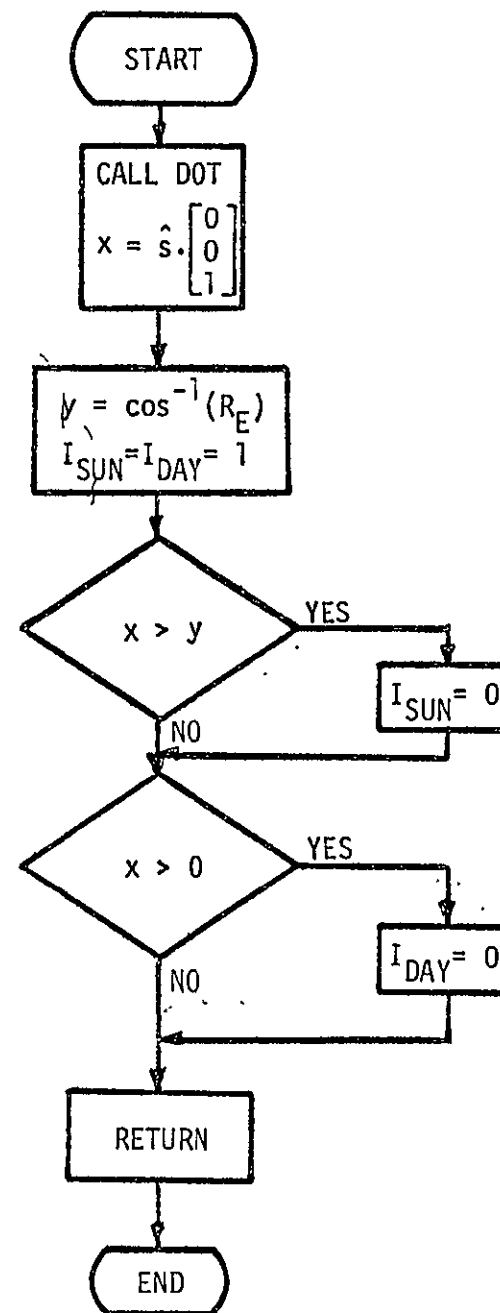 START
CALL DOT
x = ŝ · [0 0 1]
y = cos⁻¹(R_E)
I_SUN=I_DAY= 1
x > y
YES
I_SUN= 0
NO
x > 0
YES
I_DAY= 0
NO
RETURN
END